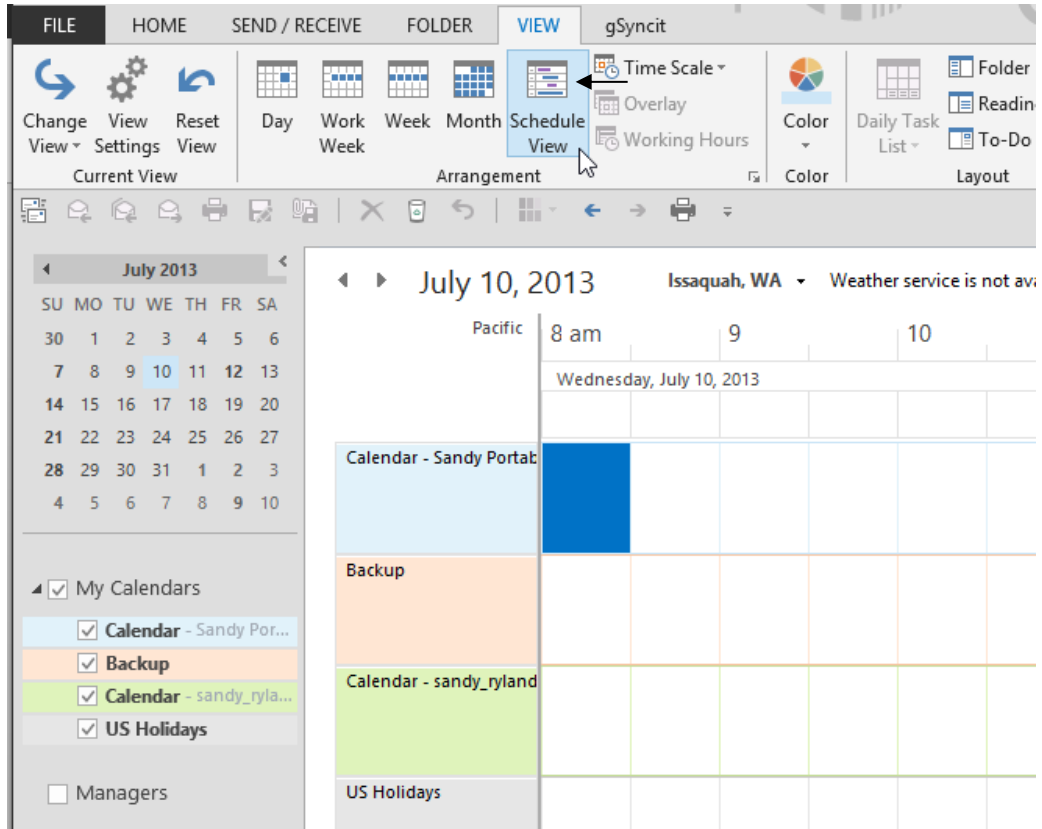 FILE HOME SEND / RECEIVE FOLDER VIEW gSyncit
Change View
View Settings
Reset View
Day
Work Week
Week
Month
Schedule View
Time Scale
Overlay
Working Hours
Color
Daily Task List
Folder
Readin
To-Do
Current View Arrangement Color Layout
July 2013
SU MO TU WE TH FR SA
30 1 2 3 4 5 6
7 8 9 10 11 12 13
14 15 16 17 18 19 20
21 22 23 24 25 26 27
28 29 30 31 1 2 3
4 5 6 7 8 9 10
My Calendars
Calendar - Sandy Por...
Backup
Calendar - sandy_ryla...
US Holidays
Managers
July 10, 2013 Issaquah, WA Weather service is not ava
Pacific 8 am 9 10
Wednesday, July 10, 2013
Calendar - Sandy Portab
Backup
Calendar - sandy_ryland
US Holidays